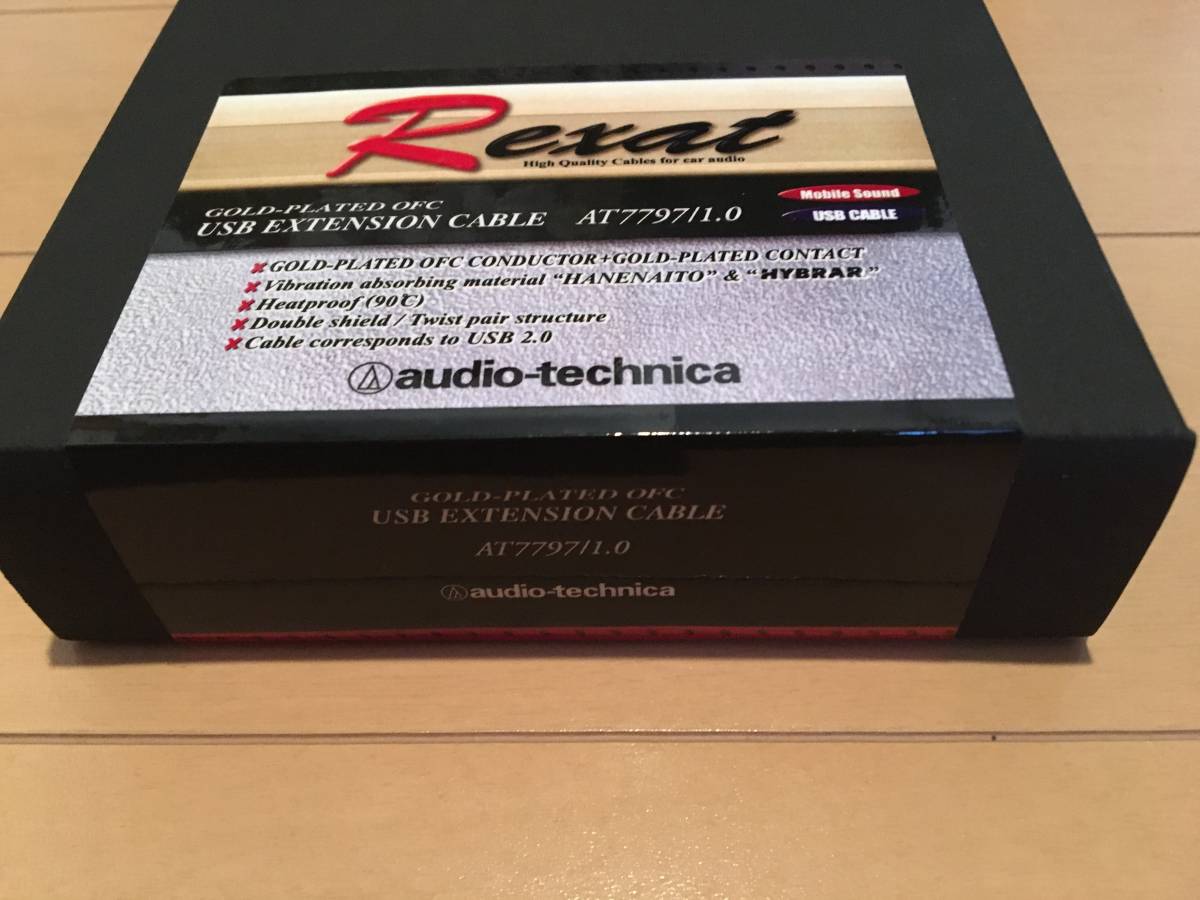 Rexat
High Quality Cables for car audio
Mobile Sound
USB CABLE
GOLD-PLATED OFC
USB EXTENSION CABLE AT7797/1.0
GOLD-PLATED OFC CONDUCTOR+GOLD-PLATED CONTACT
Vibration absorbing material "HANENAITO" & "HYBRAR"
Heatproof (90℃)
Double shield / Twist pair structure
Cable corresponds to USB 2.0
audio-technica
GOLD-PLATED OFC
USB EXTENSION CABLE
AT7797/1.0
audio-technica